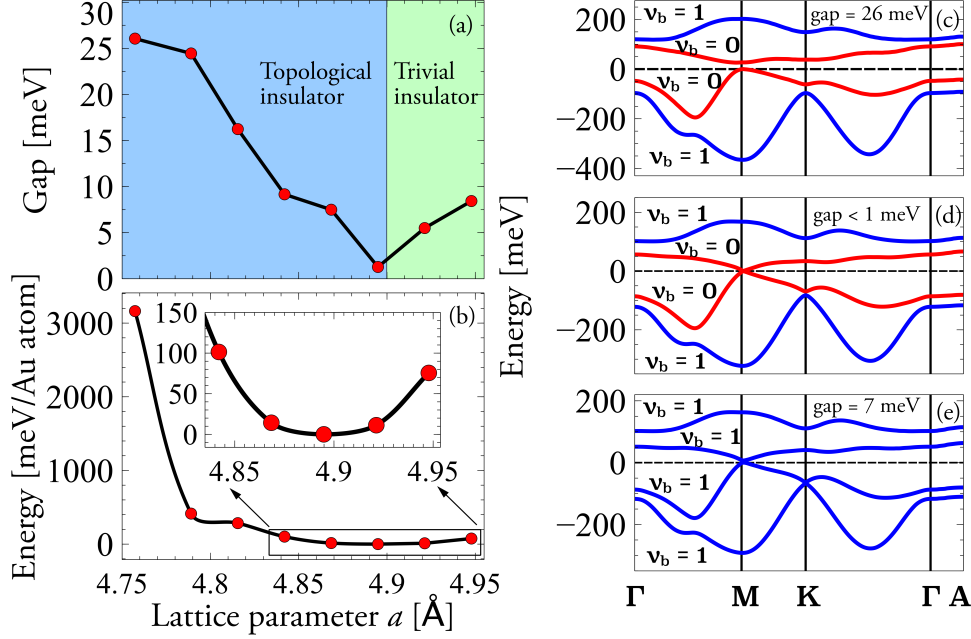 30
25
20
15
10
5
0
Gap [meV]
(a)
Topological
insulator
Trivial
insulator
3000
2000
1000
0
Energy [meV/Au atom]
(b)
150
100
50
0
4.85
4.9
4.95
4.75
4.8
4.85
4.9
4.95
Lattice parameter a [Å]
Energy [meV]
200
0
−200
−400
νb = 1
gap = 26 meV
(c)
νb = 0
νb = 0
νb = 1
200
0
−200
νb = 1
gap < 1 meV
(d)
νb = 0
νb = 0
νb = 1
200
0
−200
νb = 1
gap = 7 meV
(e)
νb = 1
νb = 1
νb = 1
Γ
M
K
Γ
A